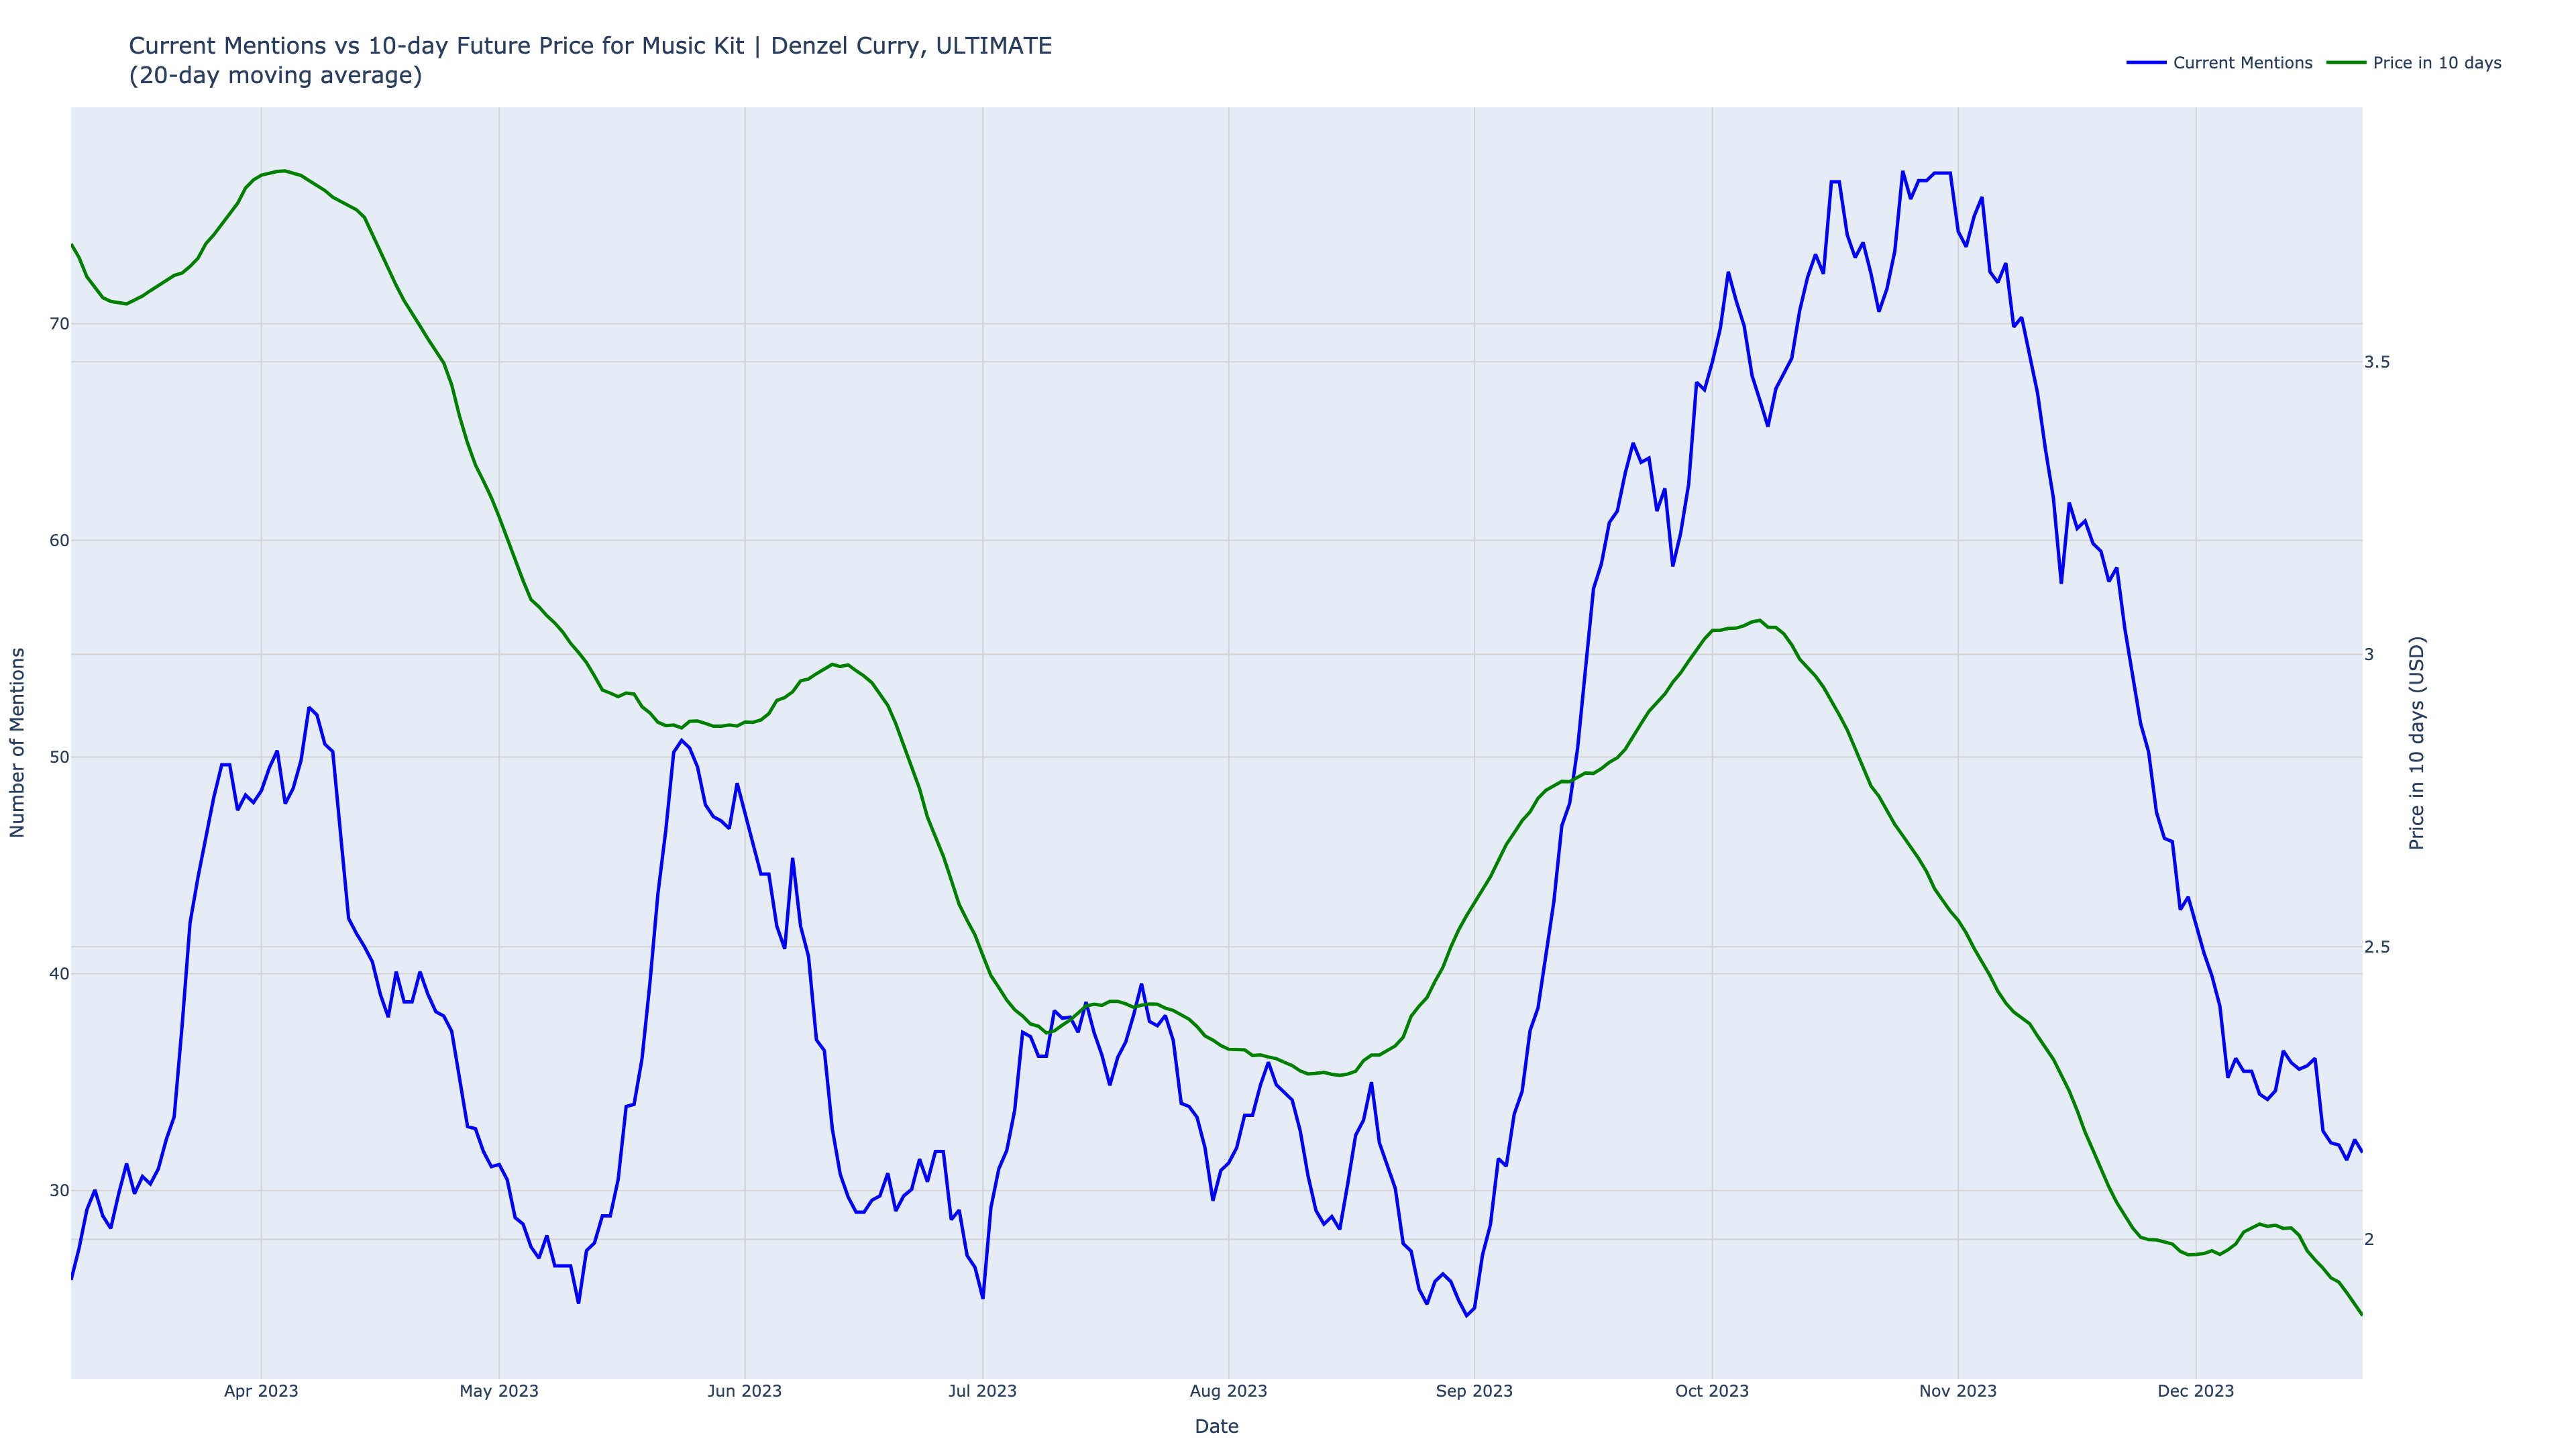 Current Mentions vs 10-day Future Price for Music Kit | Denzel Curry, ULTIMATE
(20-day moving average)
Current Mentions
Price in 10 days
Number of Mentions
70
60
50
40
30
3.5
3
2.5
2
Price in 10 days (USD)
Apr 2023
May 2023
Jun 2023
Jul 2023
Aug 2023
Sep 2023
Oct 2023
Nov 2023
Dec 2023
Date